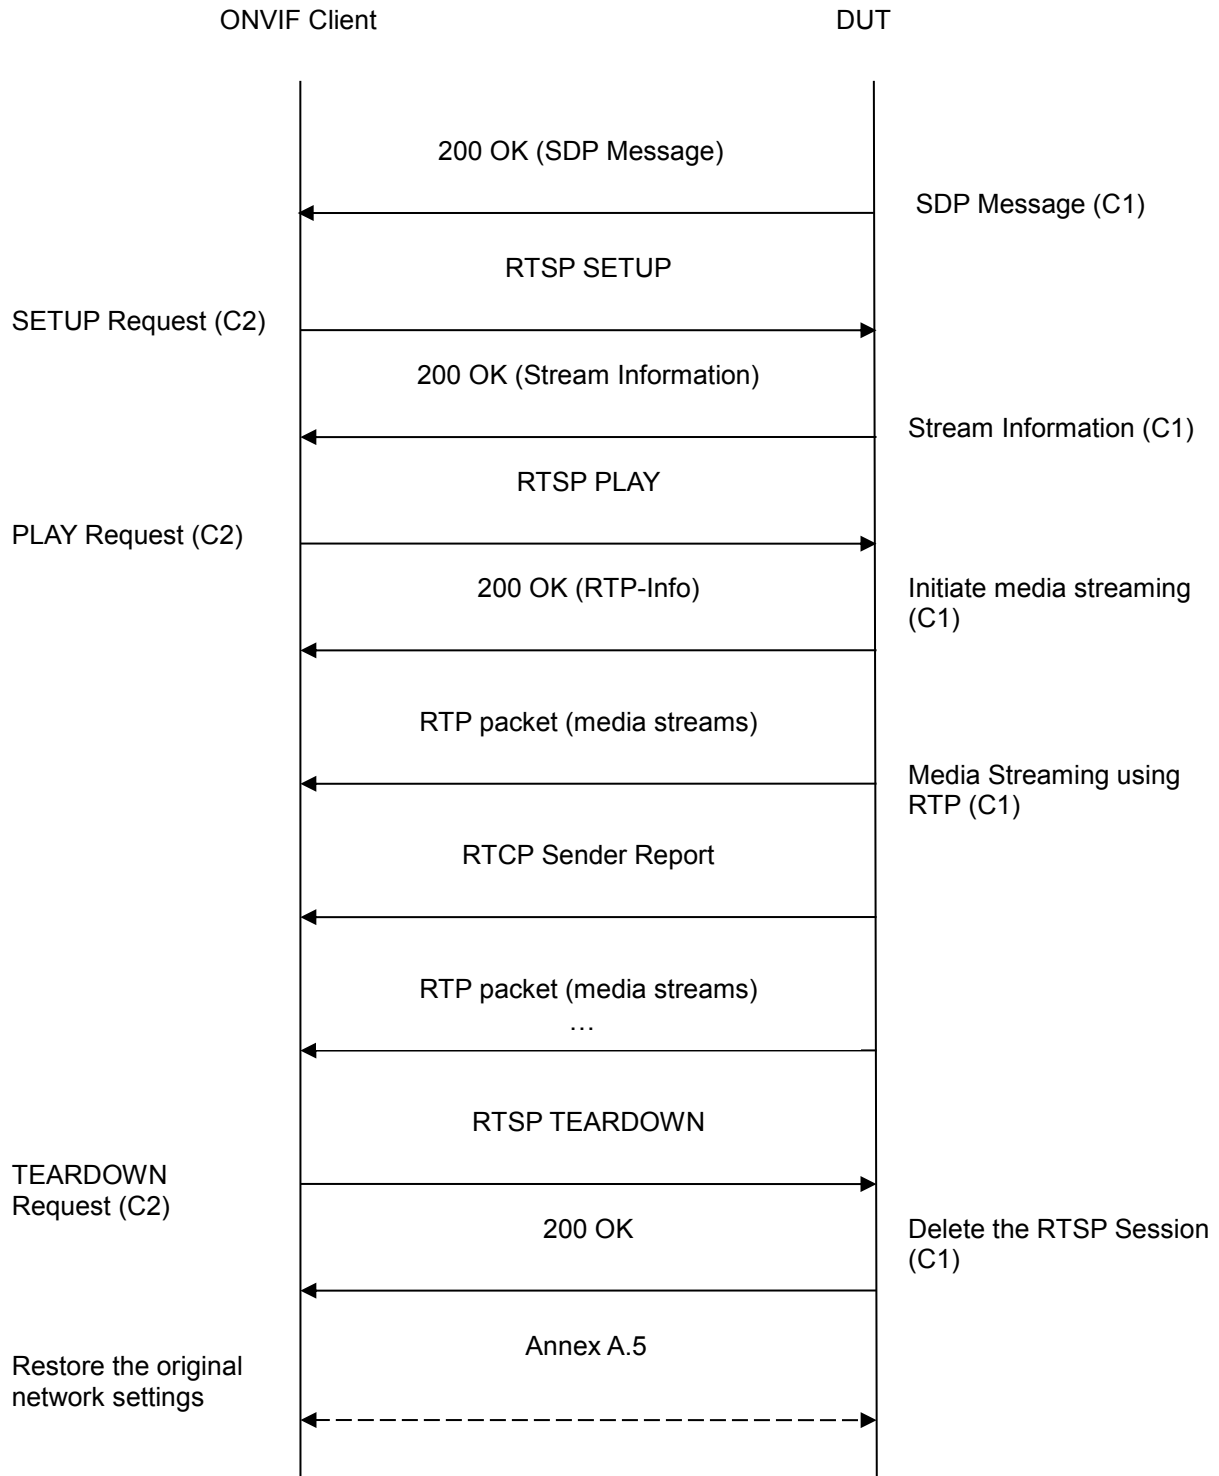 ONVIF Client
DUT
200 OK (SDP Message)
SDP Message (C1)
RTSP SETUP
SETUP Request (C2)
200 OK (Stream Information)
Stream Information (C1)
RTSP PLAY
PLAY Request (C2)
200 OK (RTP-Info)
Initiate media streaming
(C1)
RTP packet (media streams)
Media Streaming using
RTP (C1)
RTCP Sender Report
RTP packet (media streams)
…
RTSP TEARDOWN
TEARDOWN
Request (C2)
200 OK
Delete the RTSP Session
(C1)
Annex A.5
Restore the original
network settings